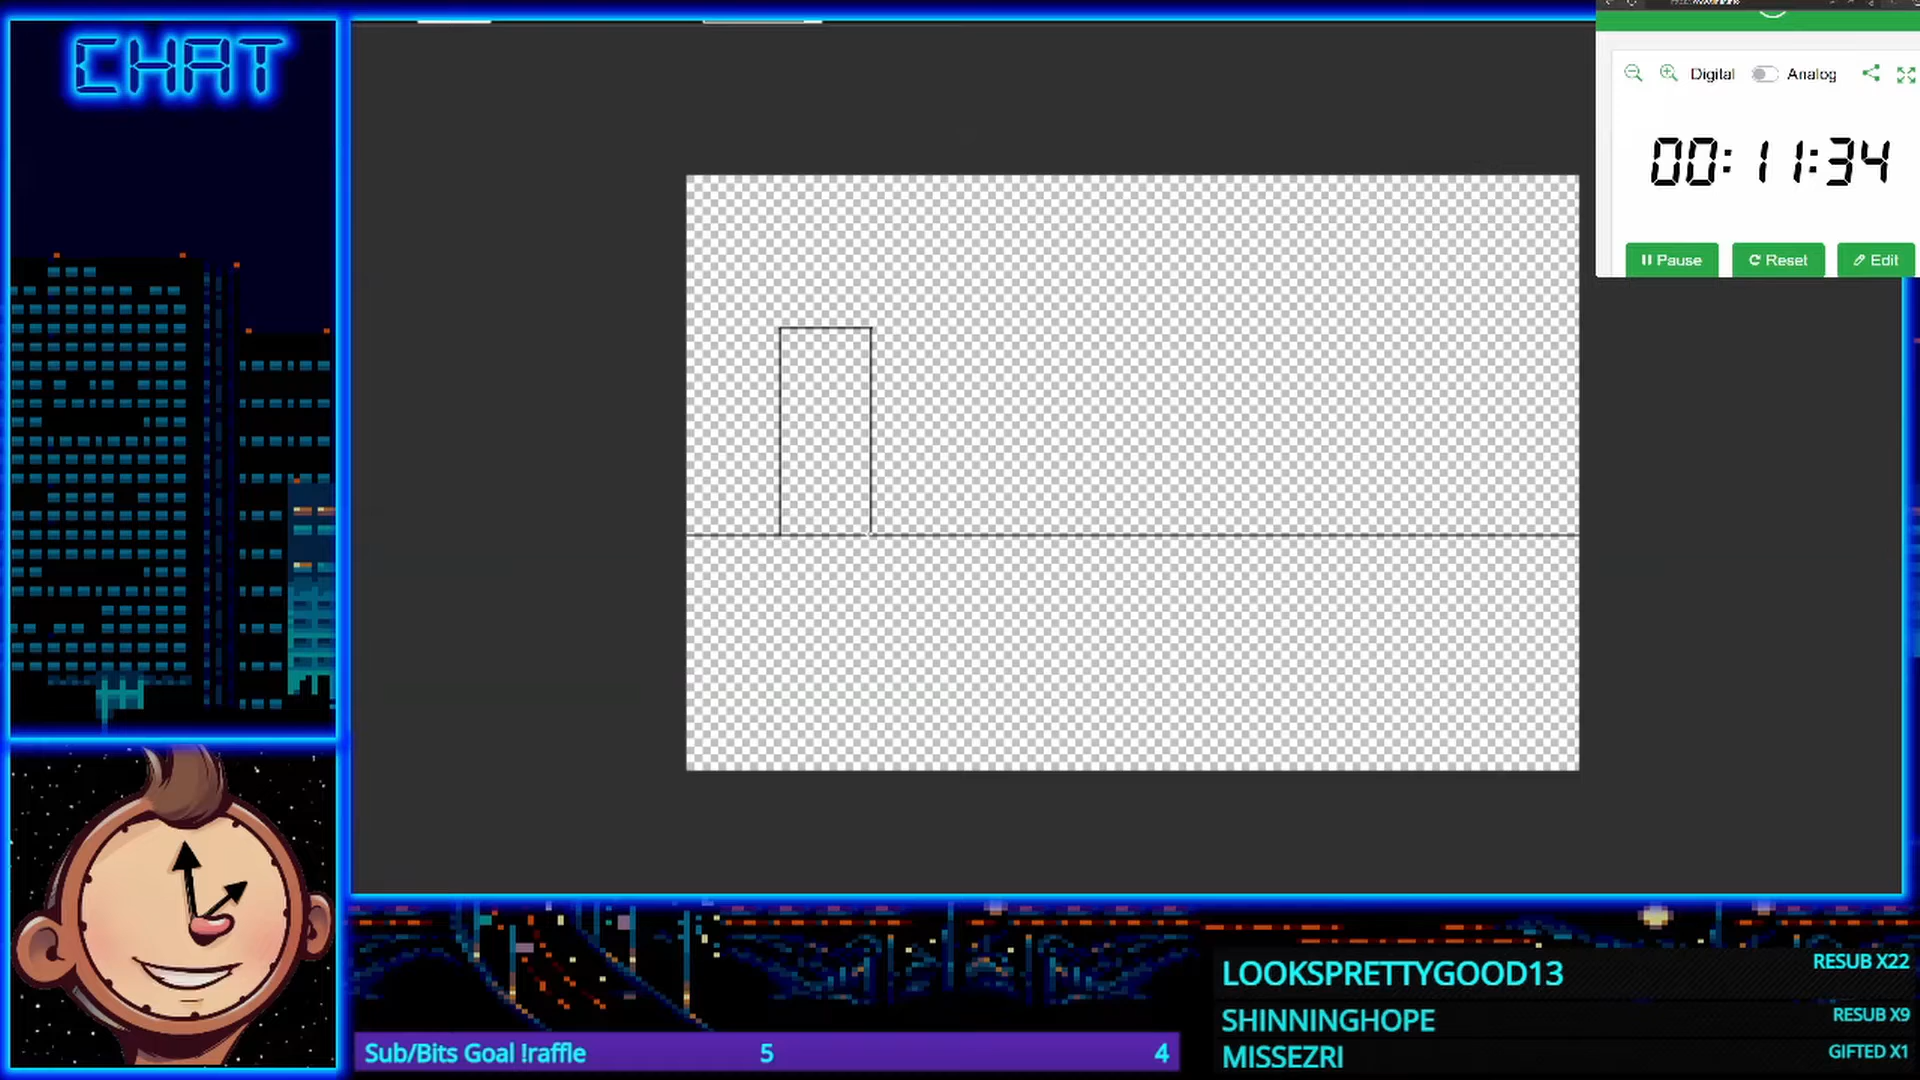 CHAT
Digital Analog
00:11:34
Pause Reset Edit
LOOKSPRETTYGOOD13 RESUB X22
SHINNINGHOPE RESUB X9
MISSEZRI GIFTED X1
Sub/Bits Goal !raffle 5 4